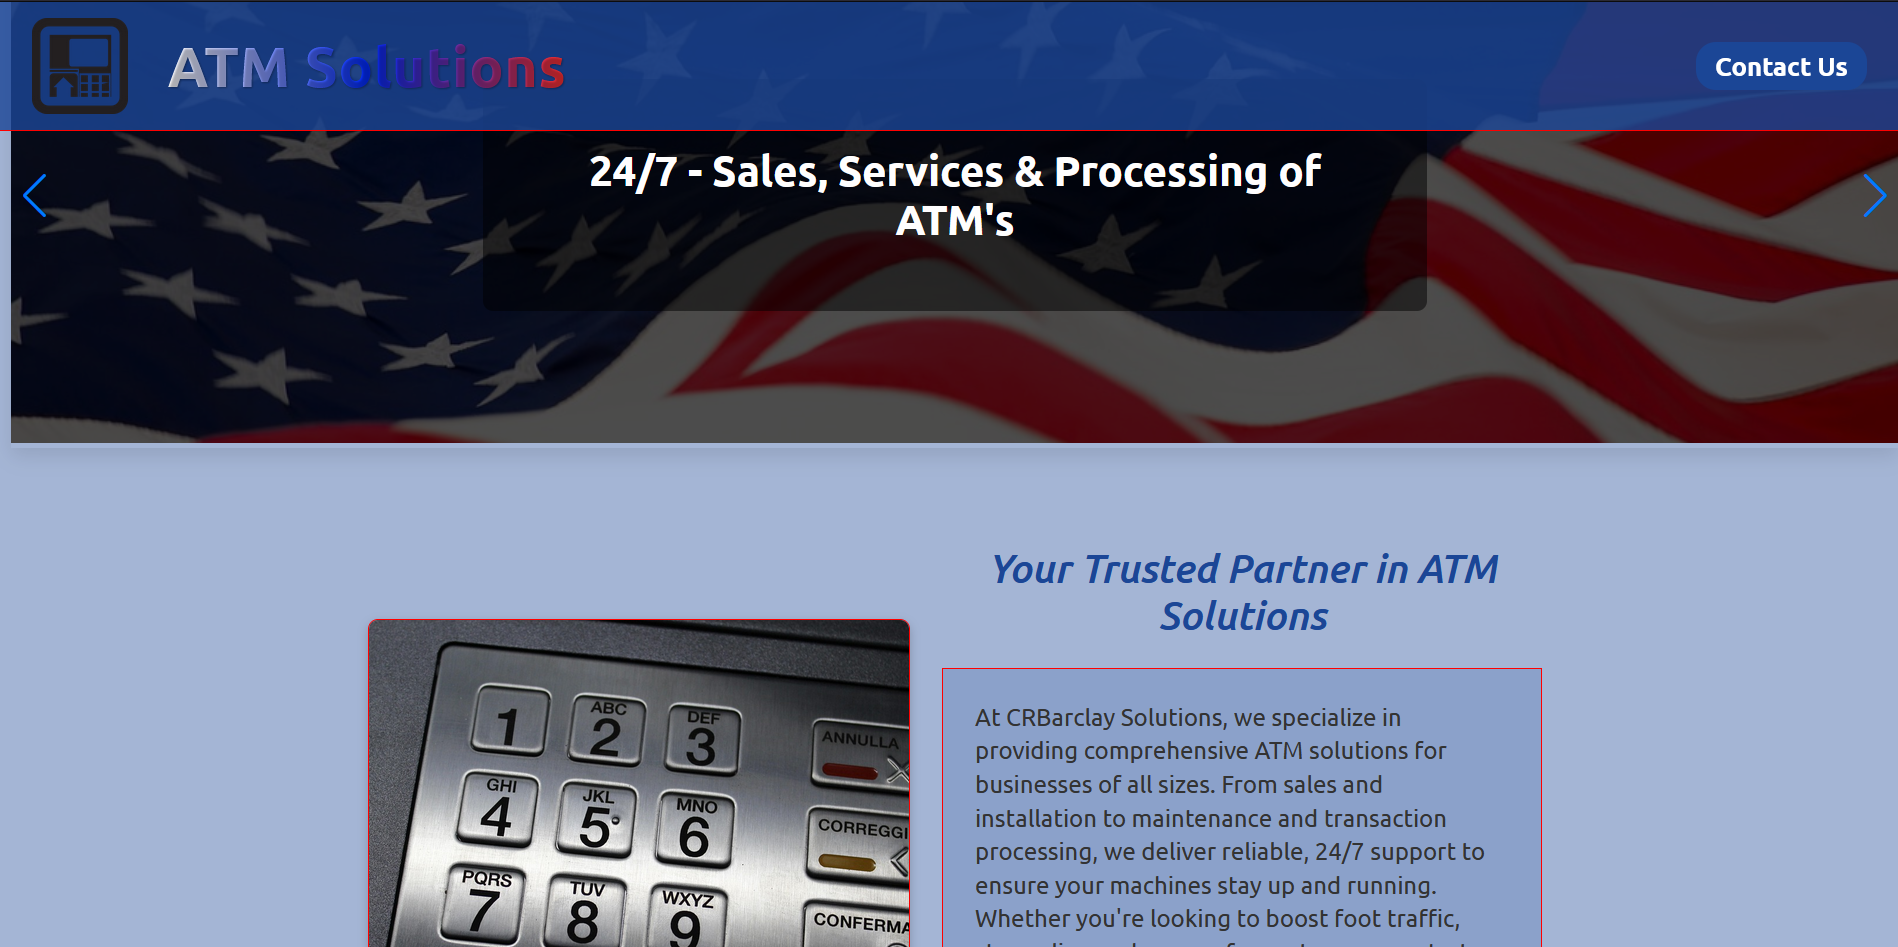 ATM Solutions
Contact Us
24/7 - Sales, Services & Processing of
ATM's
Your Trusted Partner in ATM
Solutions
1
ABC
2
DEF
3
ANNULLA
GHI
4
JKL
5
MNO
6
CORREGGI
PQRS
7
TUV
8
WXYZ
9
CONFERMA
At CRBarclay Solutions, we specialize in
providing comprehensive ATM solutions for
businesses of all sizes. From sales and
installation to maintenance and transaction
processing, we deliver reliable, 24/7 support to
ensure your machines stay up and running.
Whether you're looking to boost foot traffic,